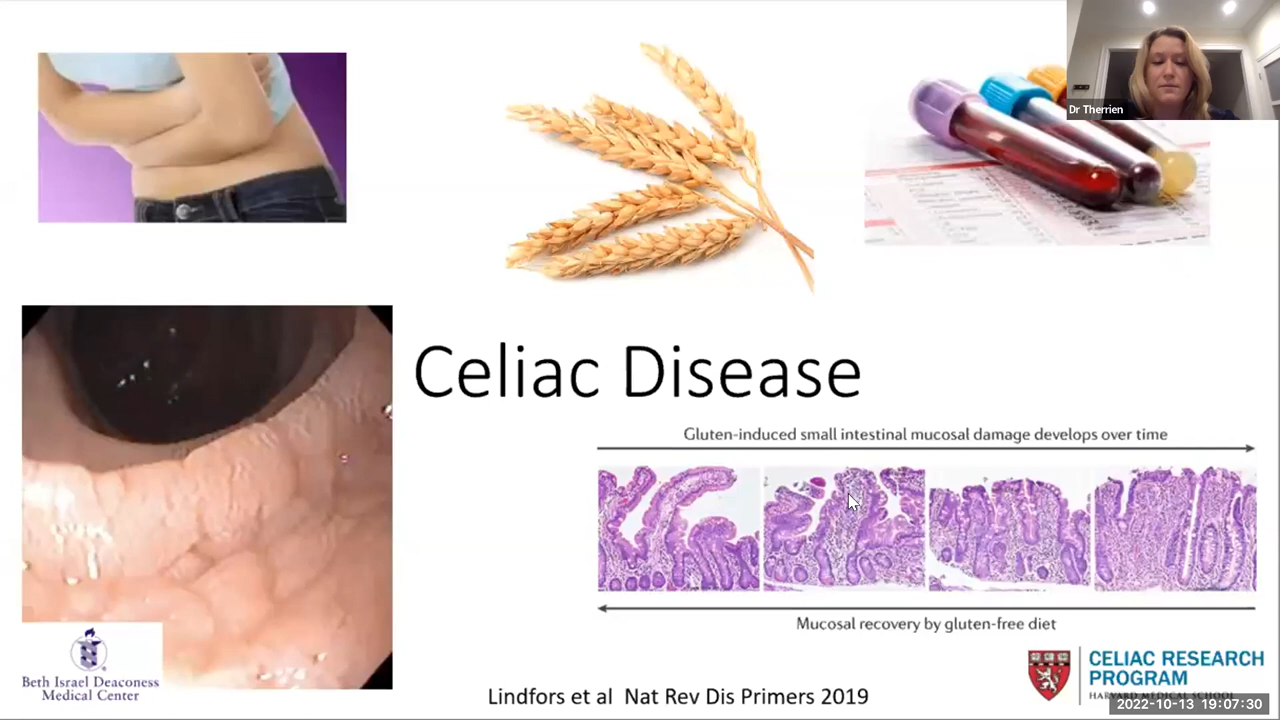 Dr Therrien
Celiac Disease
Gluten-induced small intestinal mucosal damage develops over time
Mucosal recovery by gluten-free diet
Beth Israel Deaconess
Medical Center
Lindfors et al Nat Rev Dis Primers 2019
CELIAC RESEARCH
PROGRAM
HARVARD MEDICAL SCHOOL
2022-10-13 19:07:30